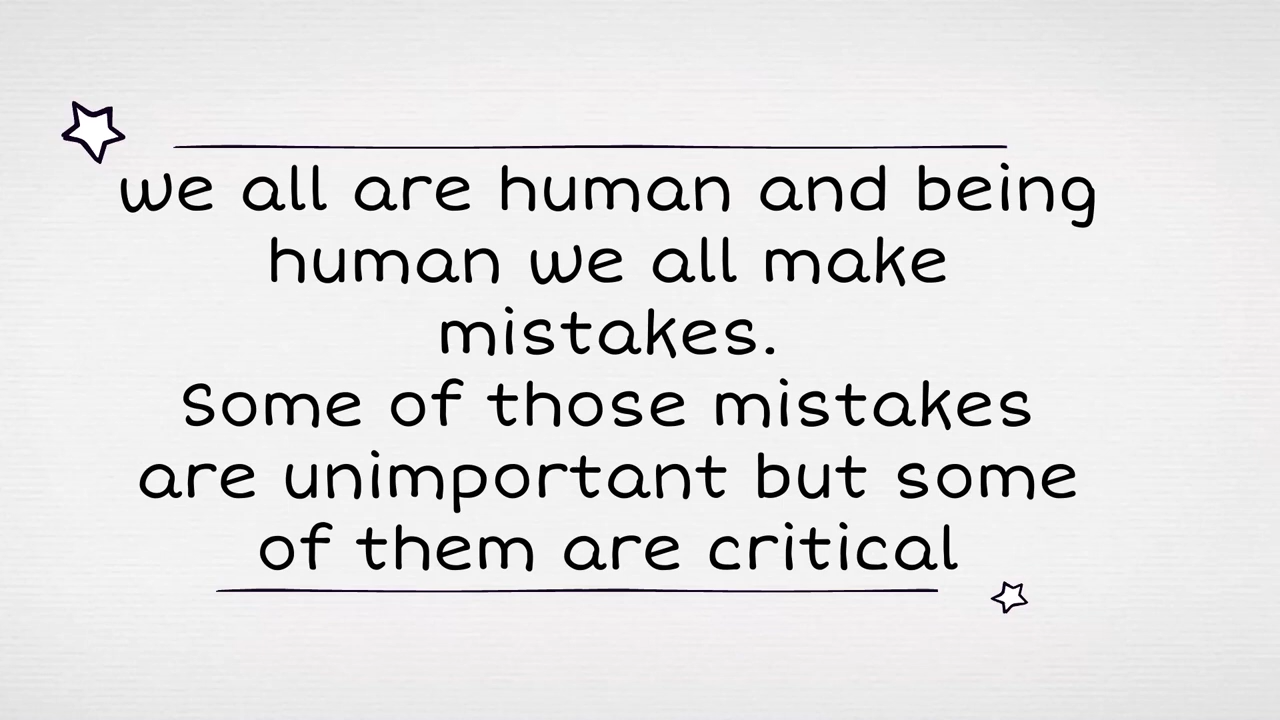 we all are human and being
human we all make
mistakes.
Some of those mistakes
are unimportant but some
of them are critical